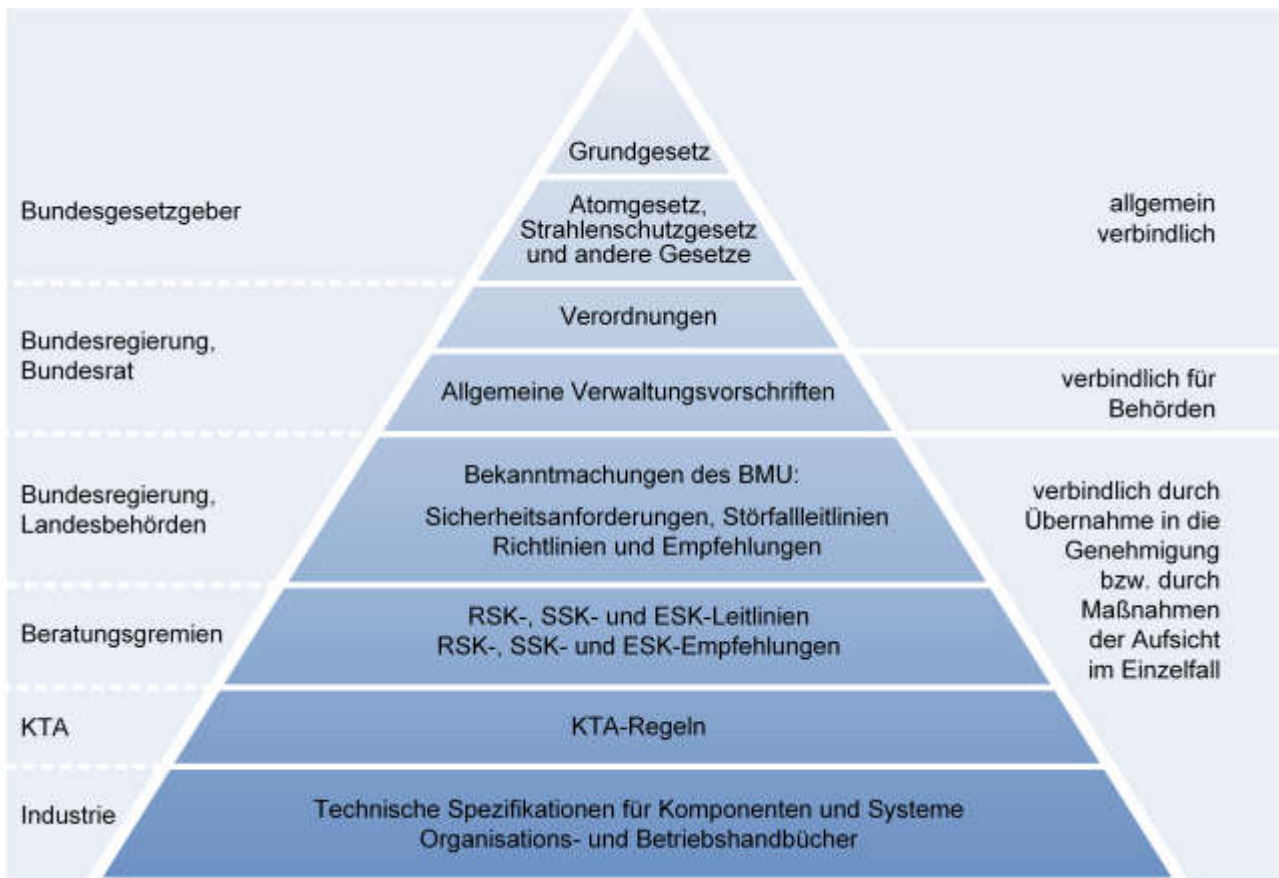 Grundgesetz
Bundesgesetzgeber
Atomgesetz,
Strahlenschutzgesetz
und andere Gesetze
allgemein
verbindlich
Bundesregierung,
Bundesrat
Verordnungen
Allgemeine Verwaltungsvorschriften
verbindlich für
Behörden
Bundesregierung,
Landesbehörden
Bekanntmachungen des BMU:
Sicherheitsanforderungen, Störfallleitlinien
Richtlinien und Empfehlungen
verbindlich durch
Übernahme in die
Genehmigung
bzw. durch
Maßnahmen
der Aufsicht
im Einzelfall
Beratungsgremien
RSK-, SSK- und ESK-Leitlinien
RSK-, SSK- und ESK-Empfehlungen
KTA
KTA-Regeln
Industrie
Technische Spezifikationen für Komponenten und Systeme
Organisations- und Betriebshandbücher